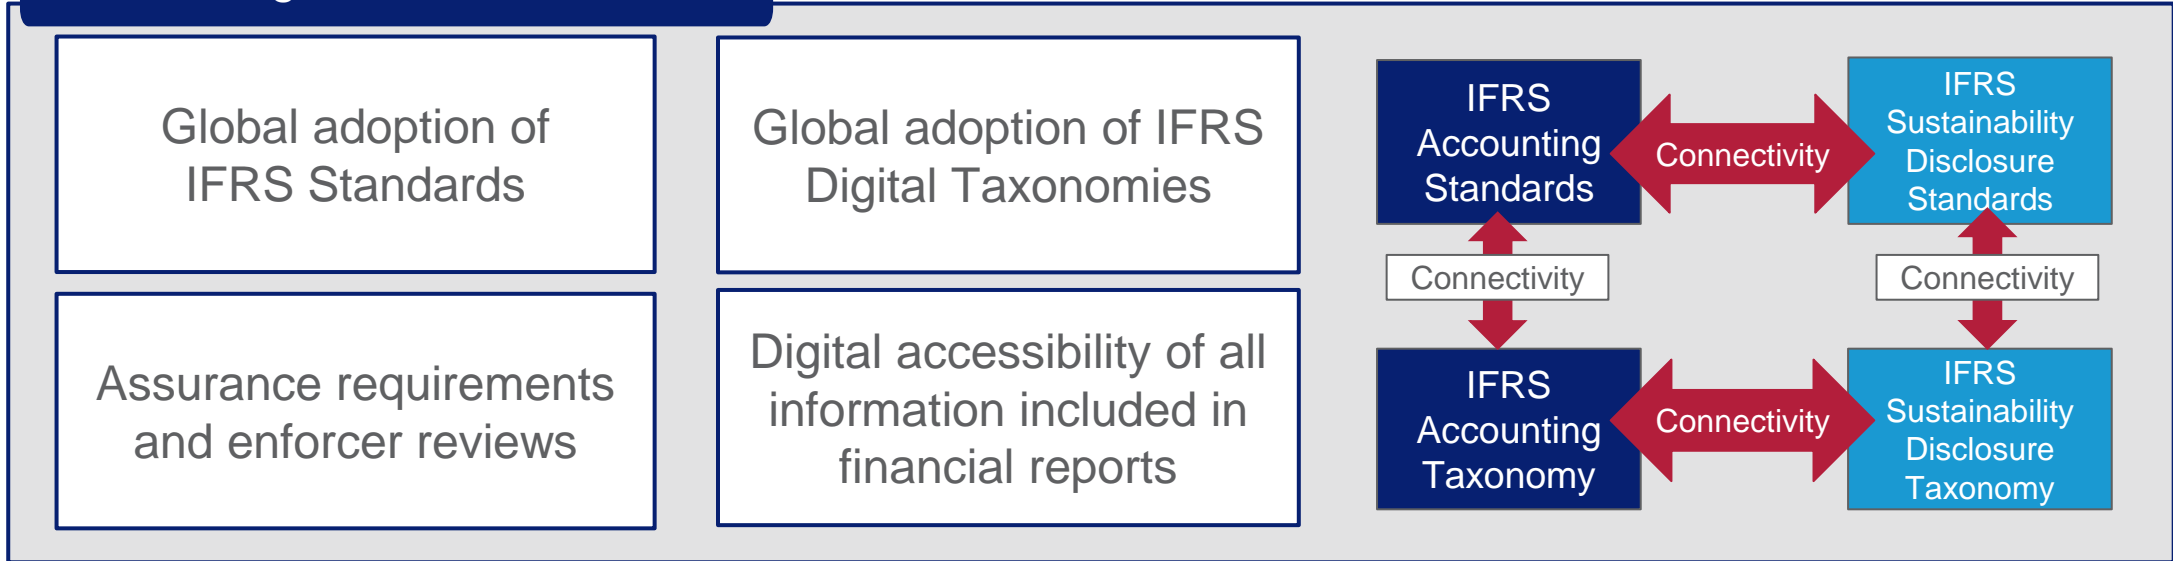 Global adoption of
IFRS Standards
Global adoption of IFRS
Digital Taxonomies
Assurance requirements
and enforcer reviews
Digital accessibility of all
information included in
financial reports
IFRS
Accounting
Standards
Connectivity
IFRS
Sustainability
Disclosure
Standards
Connectivity
Connectivity
IFRS
Accounting
Taxonomy
Connectivity
IFRS
Sustainability
Disclosure
Taxonomy